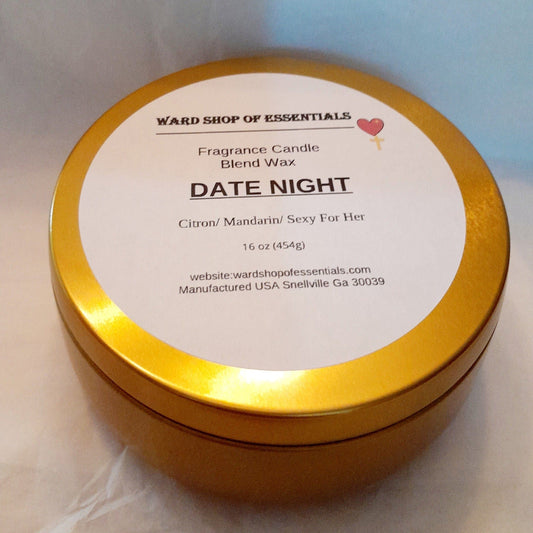 WARD SHOP OF ESSENTIALS
Fragrance Candle
Blend Wax
DATE NIGHT
Citron/ Mandarin/ Sexy For Her
16 oz (454g)
website:wardshopofessentials.com
Manufactured USA Snellville Ga 30039